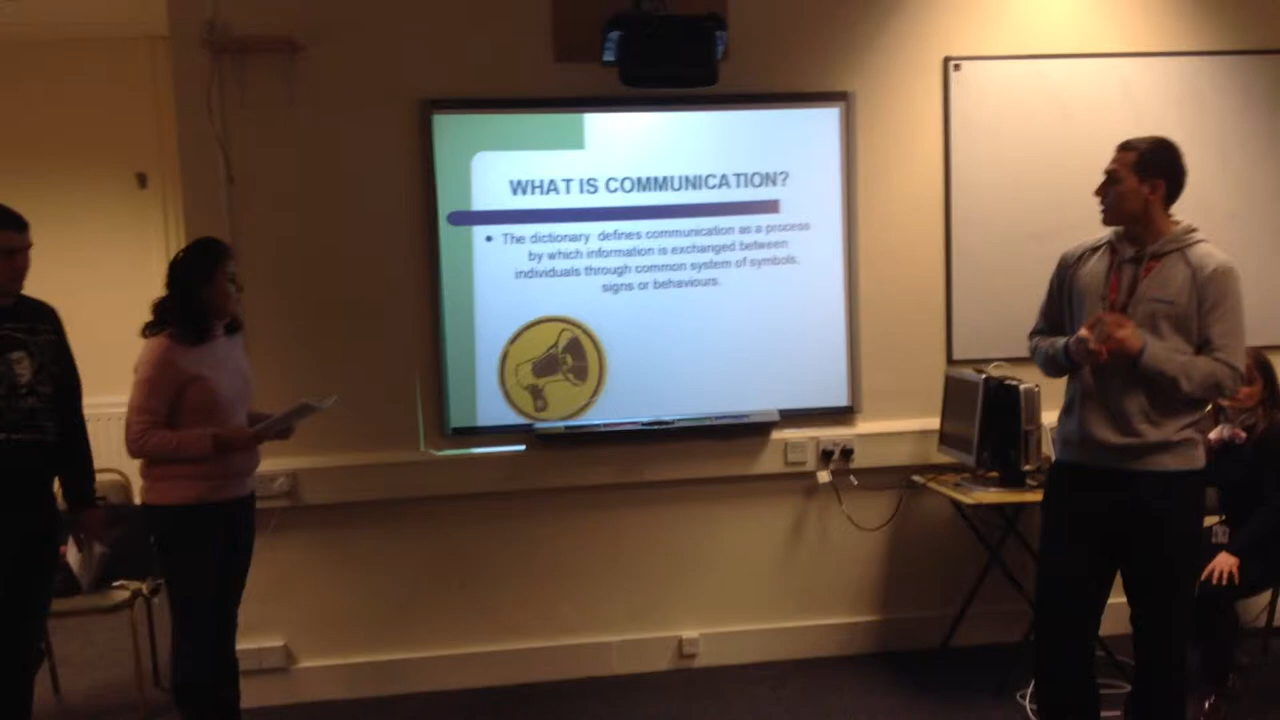 WHAT IS COMMUNICATION?
• The dictionary defines communication as a process
by which information is exchanged between
individuals through common system of symbols,
signs or behaviours.